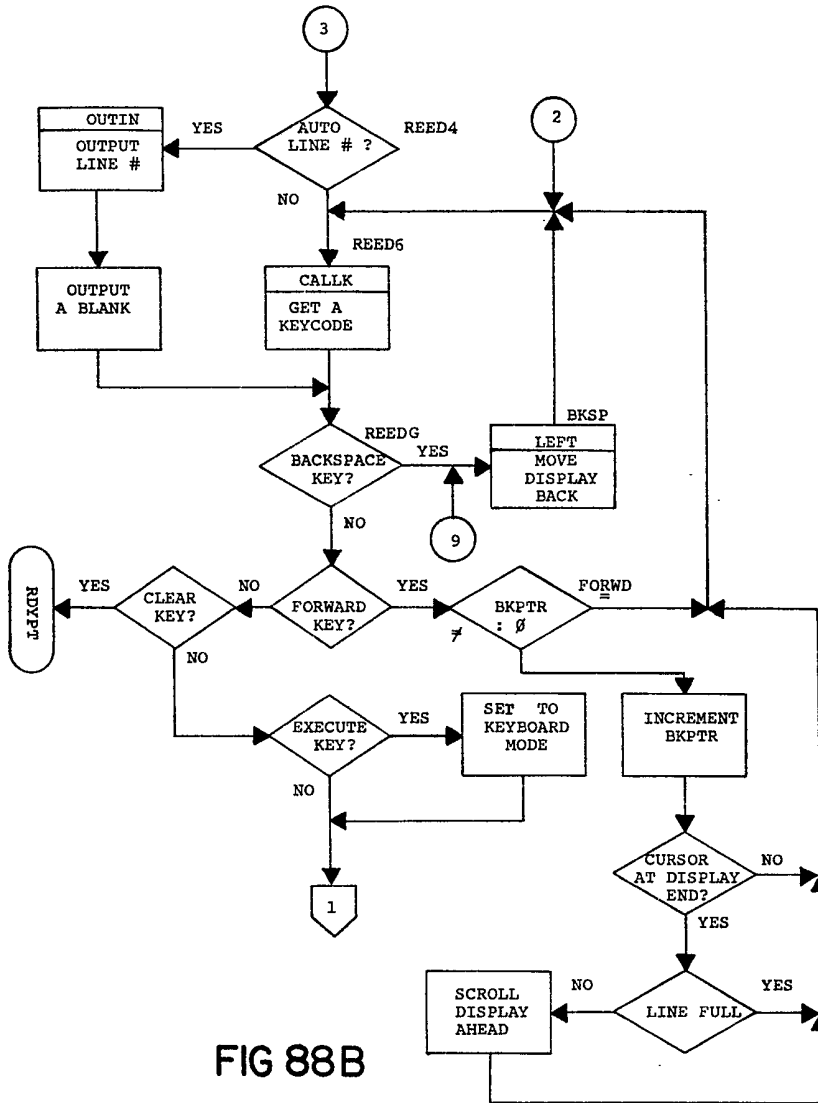 3
OUTIN
OUTPUT
LINE #
YES
AUTO
LINE # ?
REED4
2
NO
REED6
CALLK
GET A
KEYCODE
OUTPUT
A BLANK
REEDG
BACKSPACE
KEY?
YES
BKSP
LEFT
MOVE
DISPLAY
BACK
9
NO
RDYPT
YES
CLEAR
KEY?
NO
FORWARD
KEY?
YES
BKPTR
: Ø
≠
FORWD
=
NO
EXECUTE
KEY?
YES
SET TO
KEYBOARD
MODE
INCREMENT
BKPTR
NO
1
CURSOR
AT DISPLAY
END?
NO
YES
SCROLL
DISPLAY
AHEAD
NO
LINE FULL
YES
FIG 88B